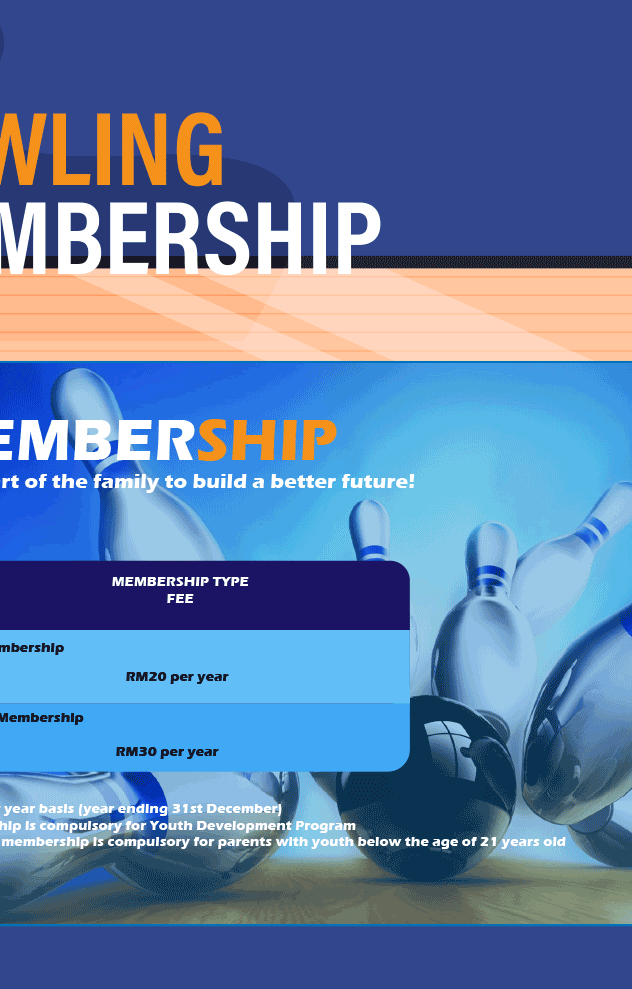 WLING
MBERSHIP
EMBERSHIP
rt of the family to build a better future!
MEMBERSHIP TYPE
FEE
mbership
RM20 per year
Membership
RM30 per year
year basis (year ending 31st December)
hip is compulsory for Youth Development Program
membership is compulsory for parents with youth below the age of 21 years old